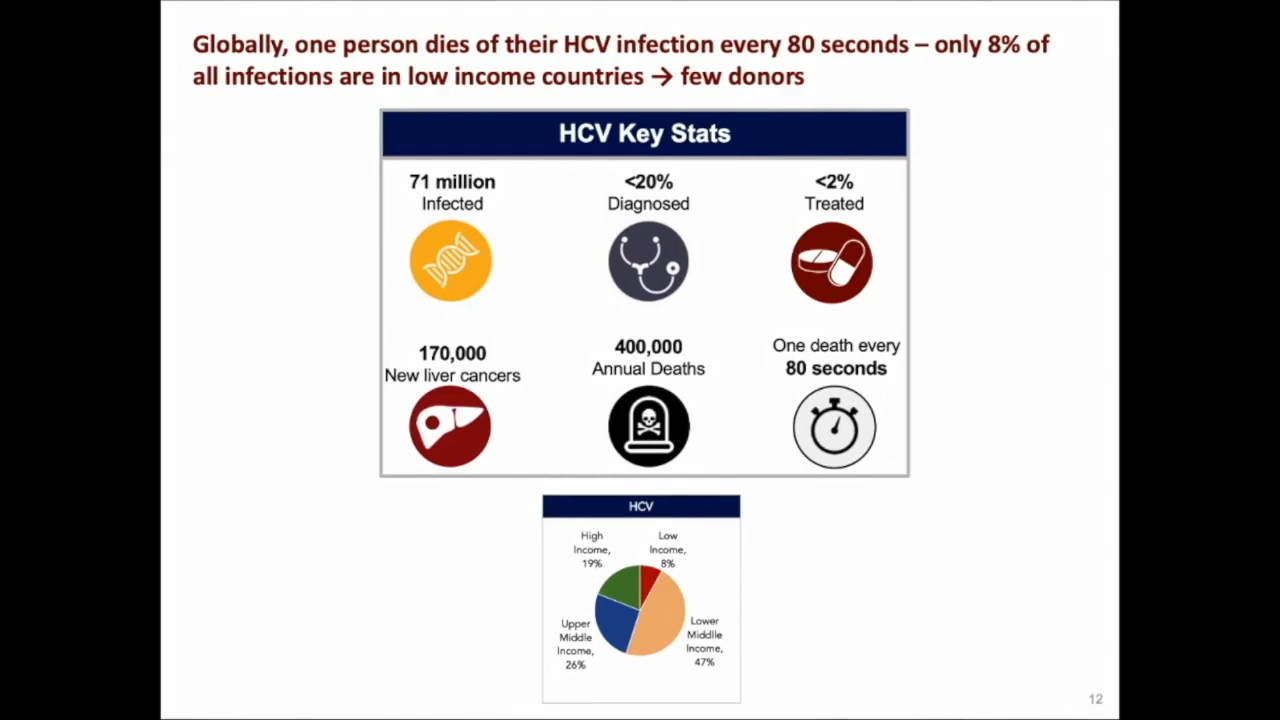 Globally, one person dies of their HCV infection every 80 seconds – only 8% of
all infections are in low income countries → few donors
HCV Key Stats
71 million
Infected
<20%
Diagnosed
<2%
Treated
170,000
New liver cancers
400,000
Annual Deaths
One death every
80 seconds
HCV
High
Income,
19%
Low
Income,
8%
Upper
Middle
Income,
26%
Lower
Middlle
Income,
47%
12